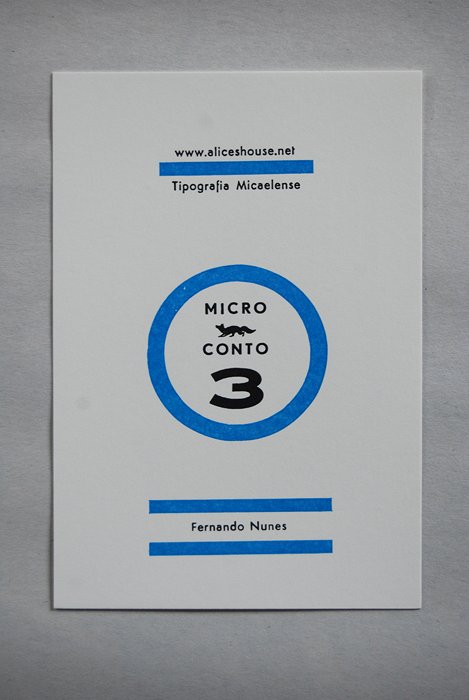 www.aliceshouse.net
Tipografia Micaelense
MICRO
CONTO
3
Fernando Nunes